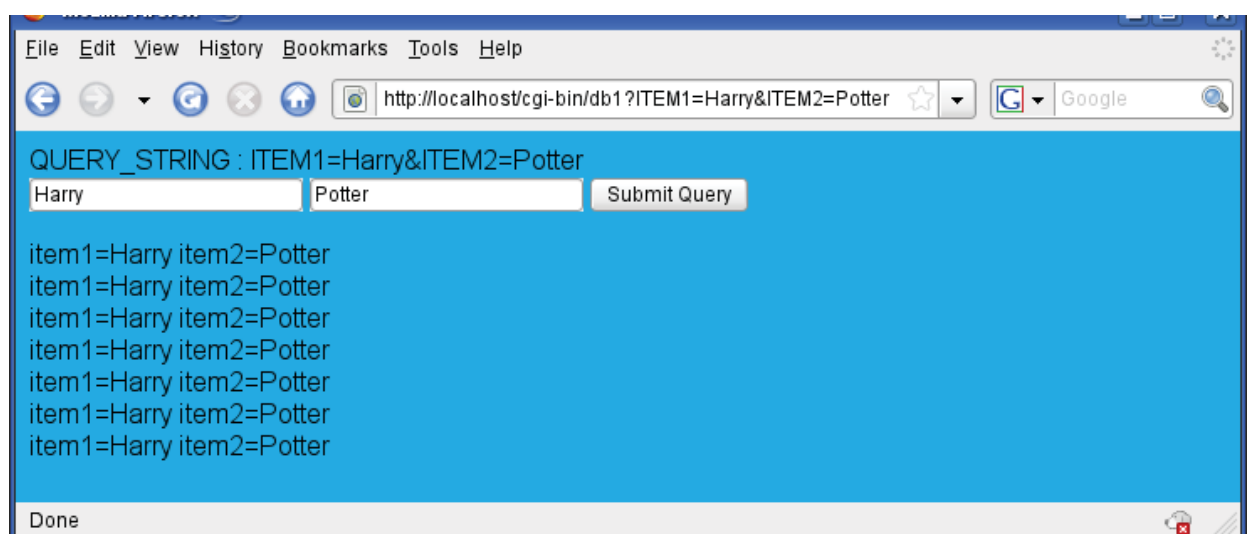 File Edit View History Bookmarks Tools Help
http://localhost/cgi-bin/db1?ITEM1=Harry&ITEM2=Potter G Google
QUERY_STRING : ITEM1=Harry&ITEM2=Potter
Harry Potter Submit Query
item1=Harry item2=Potter
item1=Harry item2=Potter
item1=Harry item2=Potter
item1=Harry item2=Potter
item1=Harry item2=Potter
item1=Harry item2=Potter
item1=Harry item2=Potter
Done